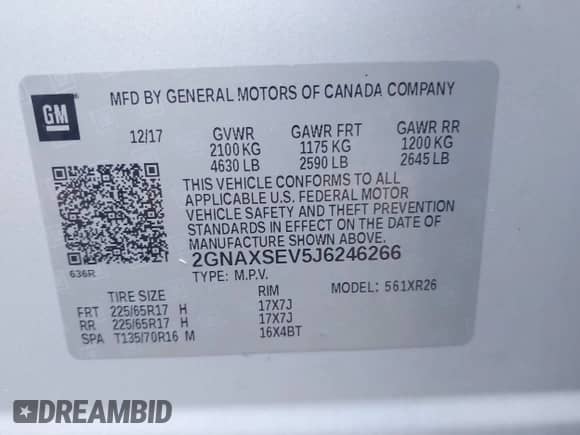 GM
MFD BY GENERAL MOTORS OF CANADA COMPANY
12/17 GVWR GAWR FRT GAWR RR
2100 KG 1175 KG 1200 KG
4630 LB 2590 LB 2645 LB
THIS VEHICLE CONFORMS TO ALL
APPLICABLE U.S. FEDERAL MOTOR
VEHICLE SAFETY AND THEFT PREVENTION
STANDARDS IN EFFECT ON THE DATE OF
MANUFACTURE SHOWN ABOVE.
636R
2GNAXSEV5J6246266
TYPE: M.P.V. MODEL: 561XR26
TIRE SIZE RIM
FRT 225/65R17 H 17X7J
RR 225/65R17 H 17X7J
SPA T135/70R16 M 16X4BT
DREAMBID